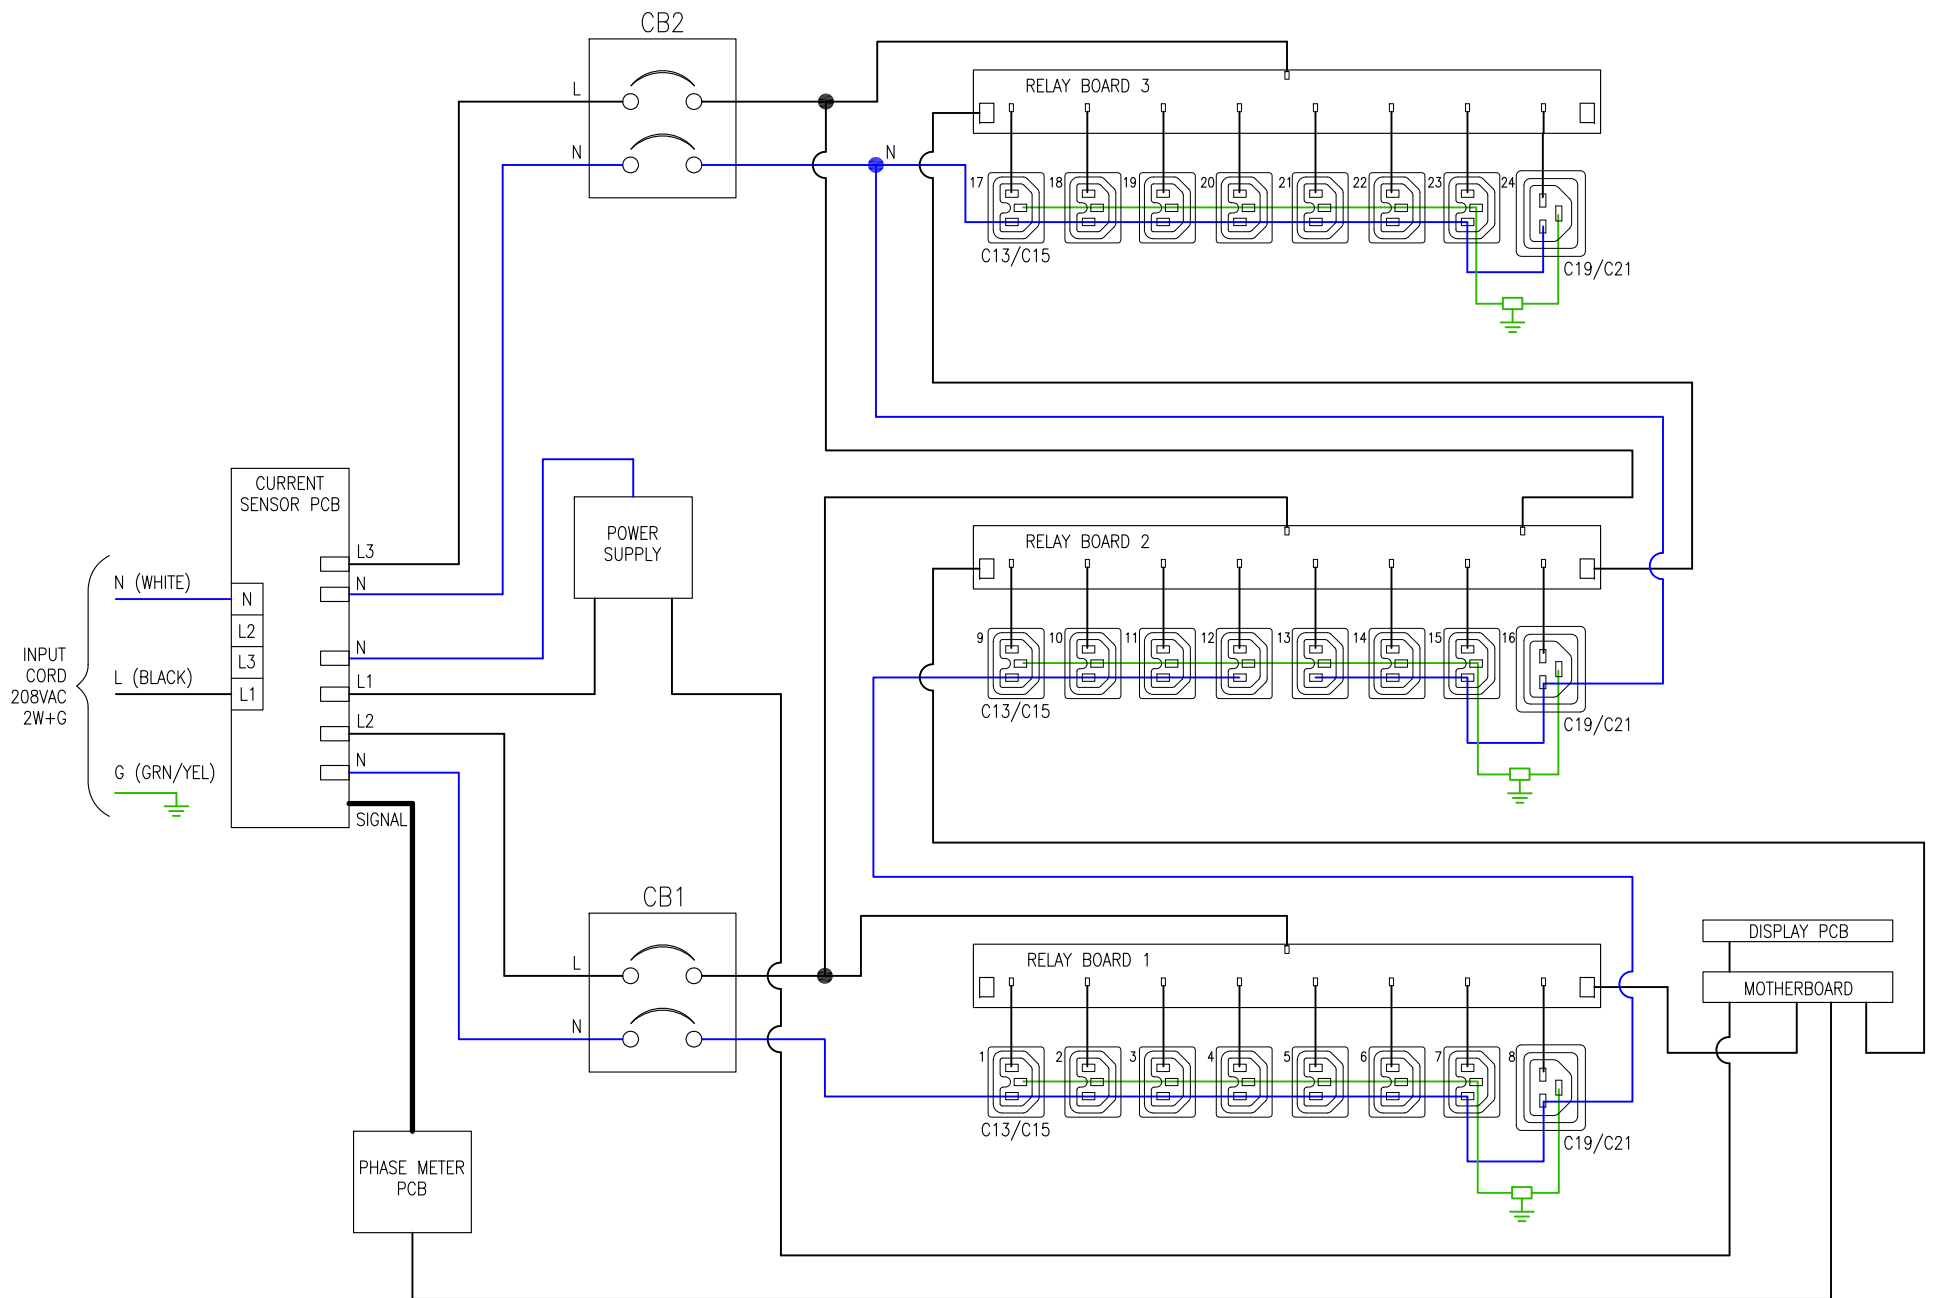 CB2
L
N
N
RELAY BOARD 3
17
18
19
20
21
22
23
24
C13/C15
C19/C21
CURRENT
SENSOR PCB
L3
N
N
L1
L2
N
SIGNAL
N
L2
L3
L1
INPUT
CORD
208VAC
2W+G
N (WHITE)
L (BLACK)
G (GRN/YEL)
POWER
SUPPLY
RELAY BOARD 2
9
10
11
12
13
14
15
16
C13/C15
C19/C21
CB1
L
N
RELAY BOARD 1
1
2
3
4
5
6
7
8
C13/C15
C19/C21
DISPLAY PCB
MOTHERBOARD
PHASE METER
PCB